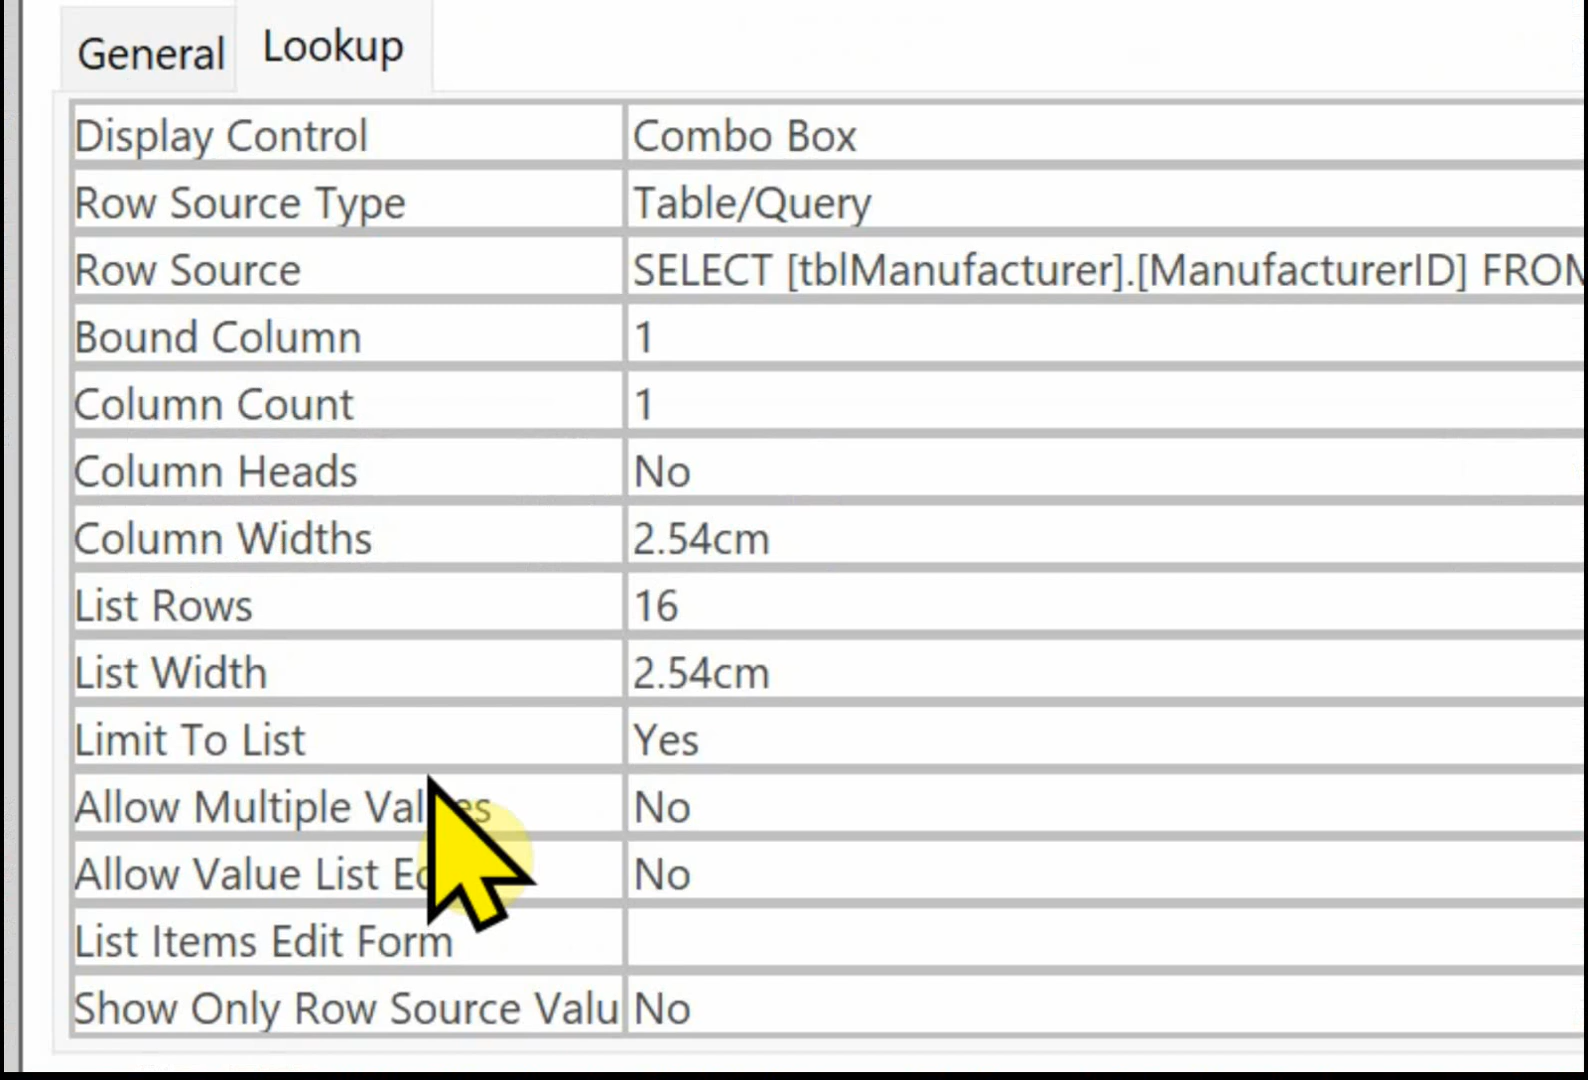 General Lookup
Display Control Combo Box
Row Source Type Table/Query
Row Source SELECT [tblManufacturer].[ManufacturerID] FROM
Bound Column 1
Column Count 1
Column Heads No
Column Widths 2.54cm
List Rows 16
List Width 2.54cm
Limit To List Yes
Allow Multiple No
Allow Value List No
List Items Edit Form
Show Only Row Source Valu No